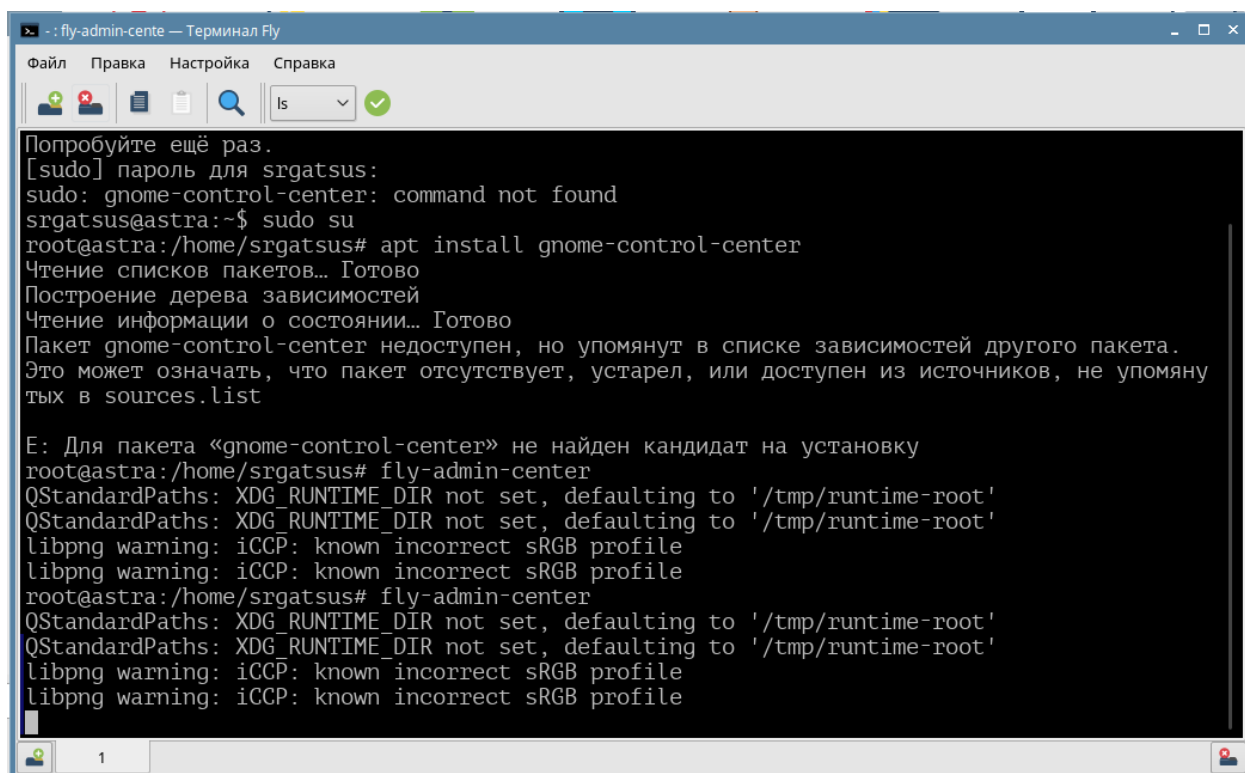 - : fly-admin-cente — Терминал Fly
Файл Правка Настройка Справка
ls
Попробуйте ещё раз.
[sudo] пароль для srgatsus:
sudo: gnome-control-center: command not found
srgatsus@astra:~$ sudo su
root@astra:/home/srgatsus# apt install gnome-control-center
Чтение списков пакетов… Готово
Построение дерева зависимостей
Чтение информации о состоянии… Готово
Пакет gnome-control-center недоступен, но упомянут в списке зависимостей другого пакета.
Это может означать, что пакет отсутствует, устарел, или доступен из источников, не упомяну
тых в sources.list
E: Для пакета «gnome-control-center» не найден кандидат на установку
root@astra:/home/srgatsus# fly-admin-center
QStandardPaths: XDG_RUNTIME_DIR not set, defaulting to '/tmp/runtime-root'
QStandardPaths: XDG_RUNTIME_DIR not set, defaulting to '/tmp/runtime-root'
libpng warning: iCCP: known incorrect sRGB profile
libpng warning: iCCP: known incorrect sRGB profile
root@astra:/home/srgatsus# fly-admin-center
QStandardPaths: XDG_RUNTIME_DIR not set, defaulting to '/tmp/runtime-root'
QStandardPaths: XDG_RUNTIME_DIR not set, defaulting to '/tmp/runtime-root'
libpng warning: iCCP: known incorrect sRGB profile
libpng warning: iCCP: known incorrect sRGB profile
1